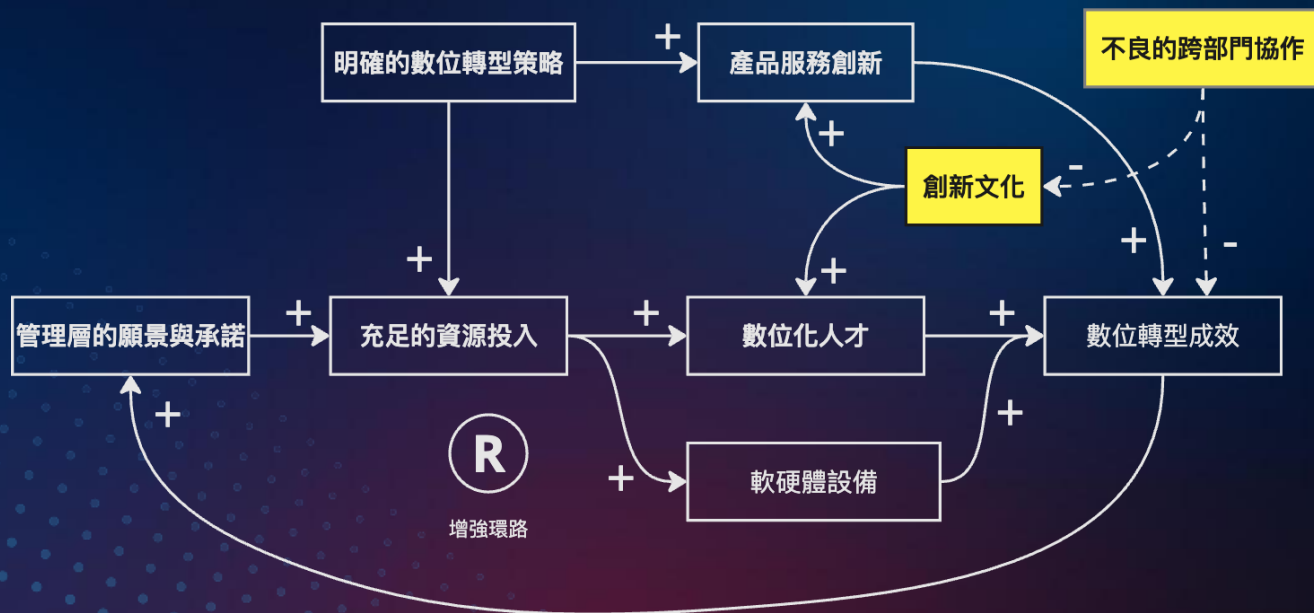 明確的數位轉型策略
+
產品服務創新
不良的跨部門協作
+
創新文化
-
+
+
+
-
管理層的願景與承諾
+
充足的資源投入
+
數位化人才
+
數位轉型成效
+
R
增強環路
+
軟硬體設備
+